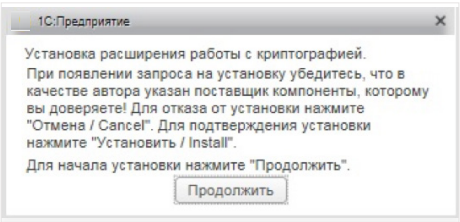 1С:Предприятие
Установка расширения работы с криптографией.
При появлении запроса на установку убедитесь, что в
качестве автора указан поставщик компоненты, которому
вы доверяете! Для отказа от установки нажмите
"Отмена / Cancel". Для подтверждения установки
нажмите "Установить / Install".
Для начала установки нажмите "Продолжить".
Продолжить